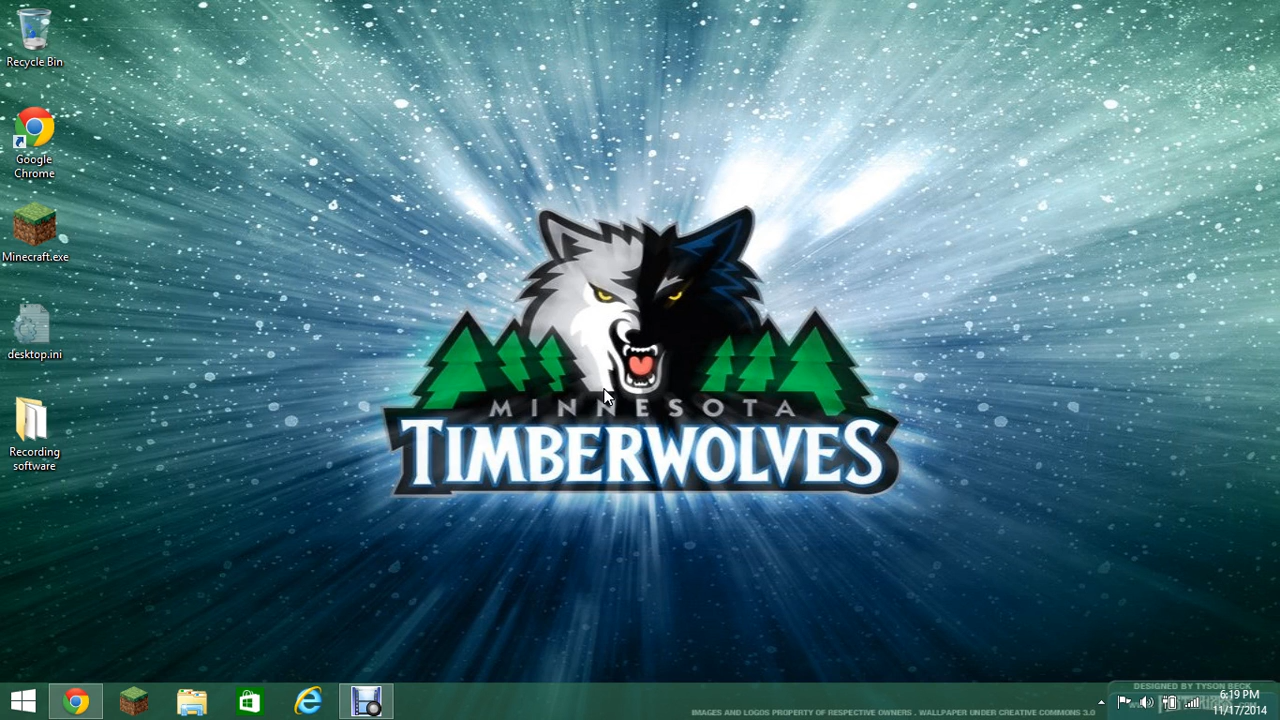 Recycle Bin
Google
Chrome
Minecraft.exe
desktop.ini
Recording
software
MINNESOTA
TIMBERWOLVES
DESIGNED BY TYSON BECK
6:19 PM
11/17/2014
IMAGES AND LOGOS PROPERTY OF RESPECTIVE OWNERS . WALLPAPER UNDER CREATIVE COMMONS 3.0